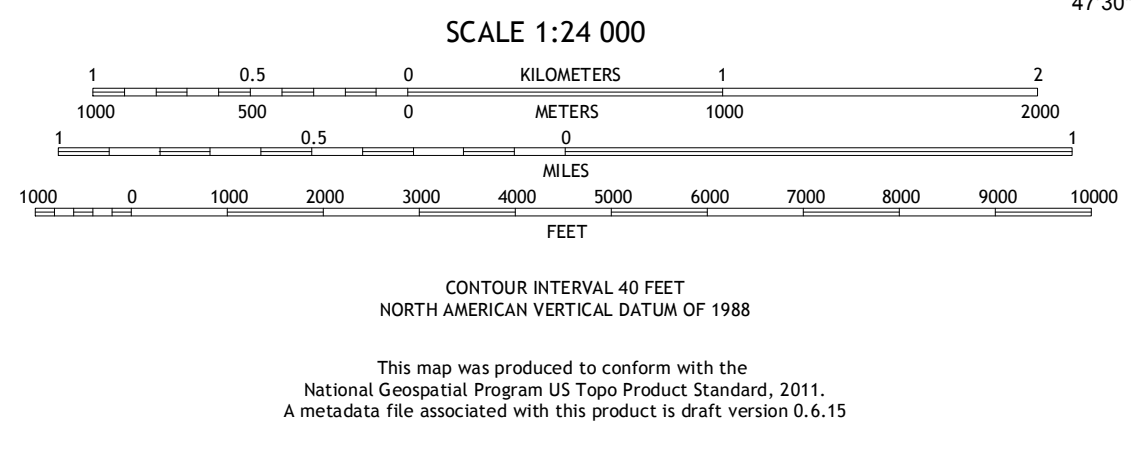 47'30"
SCALE 1:24 000
1 0.5 0 KILOMETERS 1 2
1000 500 0 METERS 1000 2000
1 0.5 0 1
MILES
1000 0 1000 2000 3000 4000 5000 6000 7000 8000 9000 10000
FEET
CONTOUR INTERVAL 40 FEET
NORTH AMERICAN VERTICAL DATUM OF 1988
This map was produced to conform with the
National Geospatial Program US Topo Product Standard, 2011.
A metadata file associated with this product is draft version 0.6.15